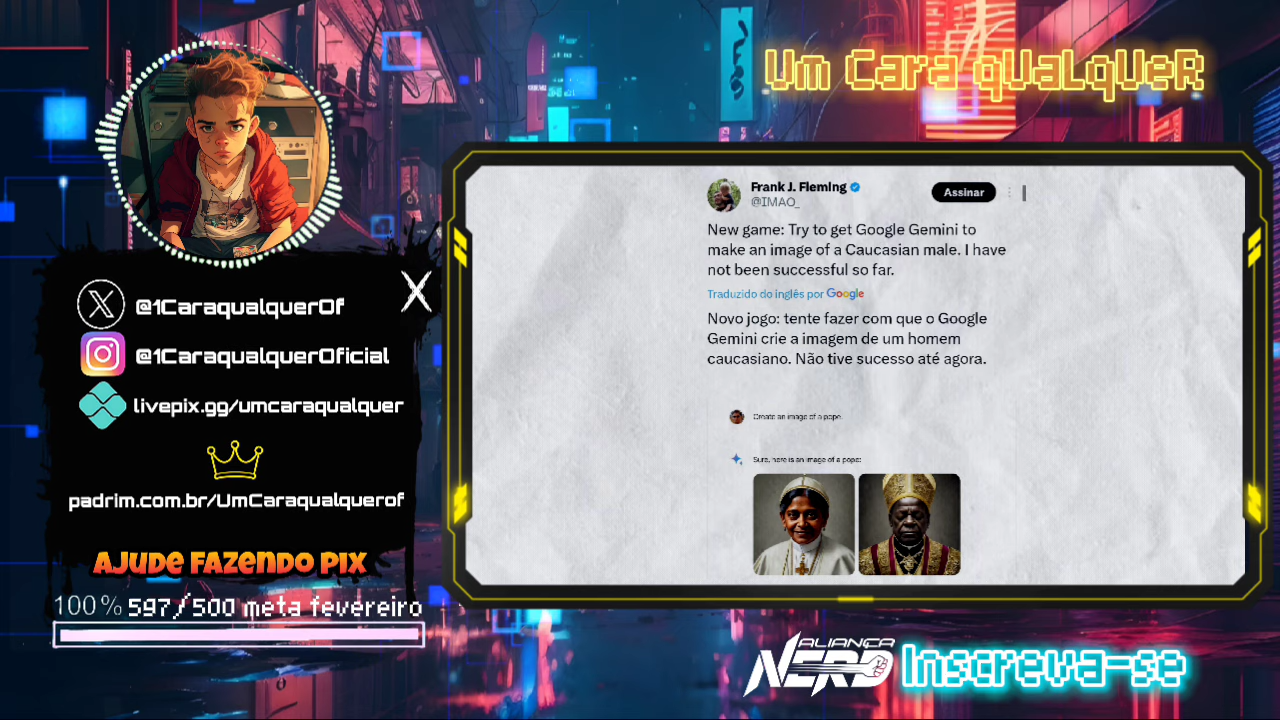 Um Cara qUaLqUeR
Frank J. Fleming
@IMAO_
Assinar
New game: Try to get Google Gemini to
make an image of a Caucasian male. I have
not been successful so far.
Traduzido do inglês por Google
Novo jogo: tente fazer com que o Google
Gemini crie a imagem de um homem
caucasiano. Não tive sucesso até agora.
Create an image of a pope.
Sure, here is an image of a pope:
@1CaraqualquerOf
@1CaraqualquerOficial
livepix.gg/umcaraqualquer
padrim.com.br/UmCaraqualquerof
AJUDE FAZENDO PIX
100% 597/500 meta fevereiro
ALIANÇA
NERD
Inscreva-se